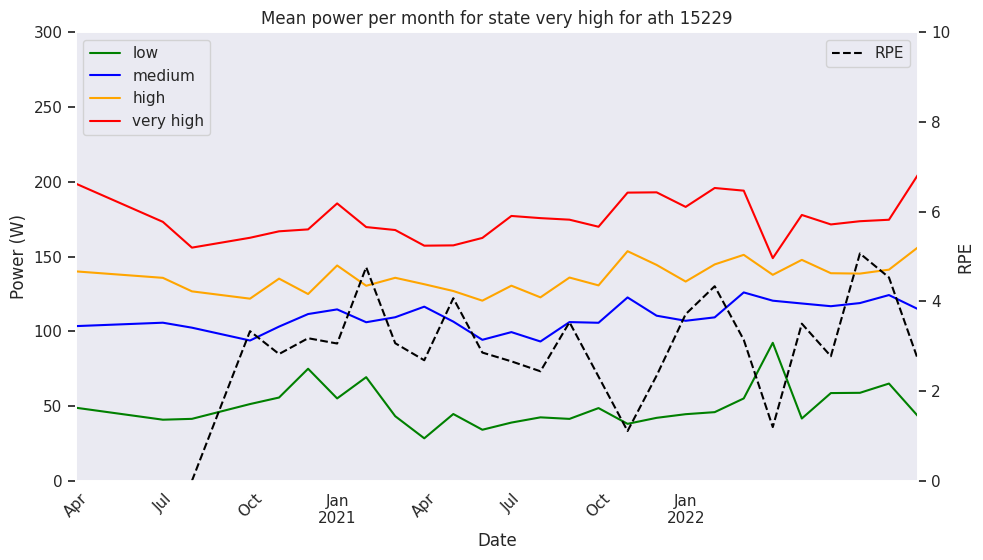 Mean power per month for state very high for ath 15229
low
medium
high
very high
RPE
300
250
200
150
100
50
0
Power (W)
10
8
6
4
2
0
RPE
Apr
Jul
Oct
Jan
2021
Apr
Jul
Oct
Jan
2022
Date